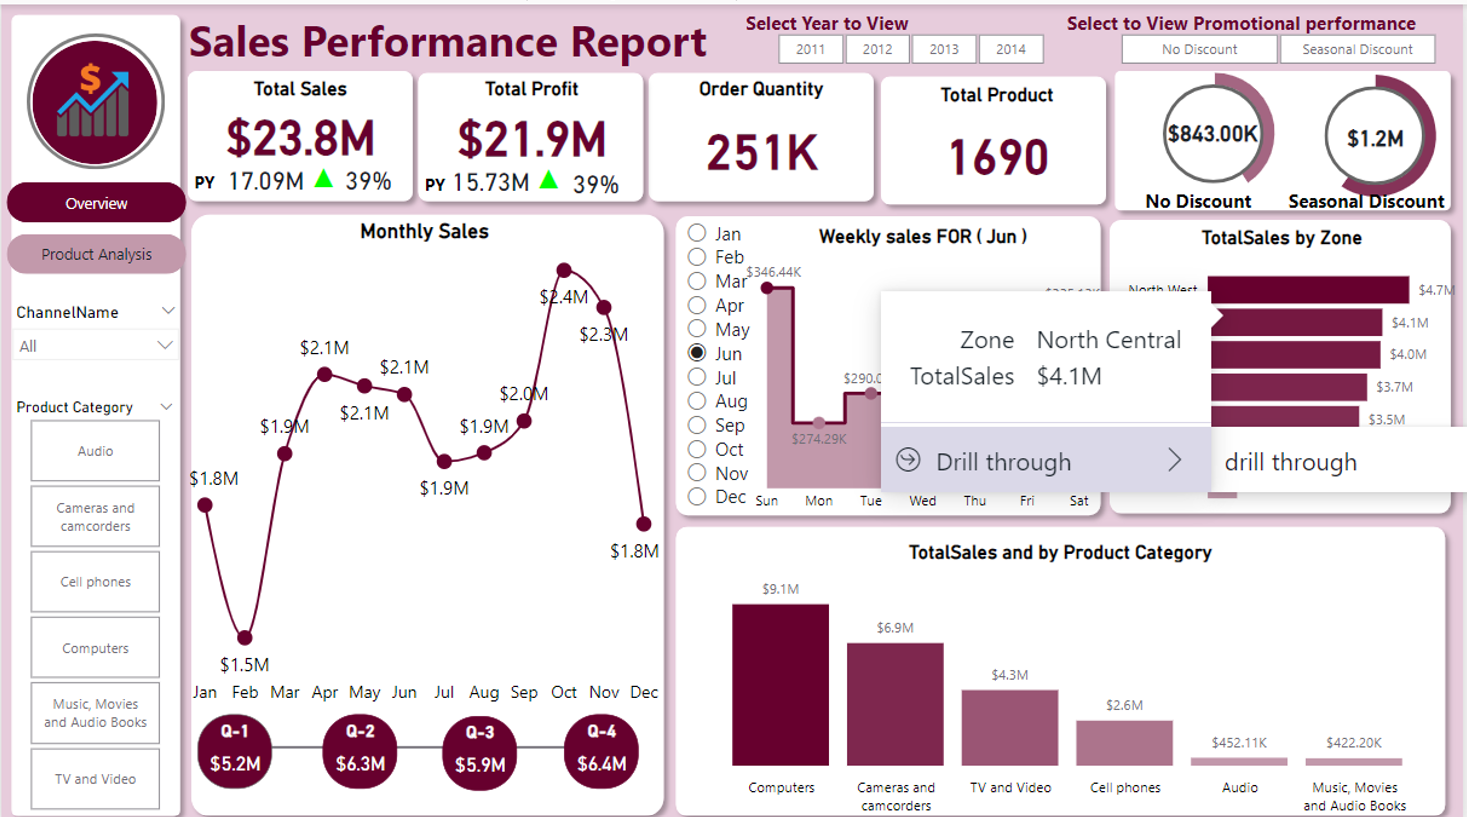 Sales Performance Report
Select Year to View
2011 2012 2013 2014
Select to View Promotional performance
No Discount Seasonal Discount
Total Sales
$23.8M
PY 17.09M 39%
Total Profit
$21.9M
PY 15.73M 39%
Order Quantity
251K
Total Product
1690
$843.00K
No Discount
$1.2M
Seasonal Discount
Overview
Product Analysis
ChannelName
All
Product Category
Audio
Cameras and
camcorders
Cell phones
Computers
Music, Movies
and Audio Books
TV and Video
Monthly Sales
$1.8M
$1.5M
$1.9M
$2.1M
$2.1M
$2.1M
$1.9M
$1.9M
$2.0M
$2.4M
$2.3M
$1.8M
Jan Feb Mar Apr May Jun Jul Aug Sep Oct Nov Dec
Q-1
$5.2M
Q-2
$6.3M
Q-3
$5.9M
Q-4
$6.4M
Jan
Feb
Mar
Apr
May
Jun
Jul
Aug
Sep
Oct
Nov
Dec
Weekly sales FOR ( Jun )
$346.44K
$274.29K
Sun Mon Tue Wed Thu Fri Sat
Zone North Central
TotalSales $4.1M
Drill through
drill through
TotalSales by Zone
North West $4.7M
$4.1M
$4.0M
$3.7M
$3.5M
TotalSales and by Product Category
$9.1M
$6.9M
$4.3M
$2.6M
$452.11K
$422.20K
Computers
Cameras and
camcorders
TV and Video
Cell phones
Audio
Music, Movies
and Audio Books